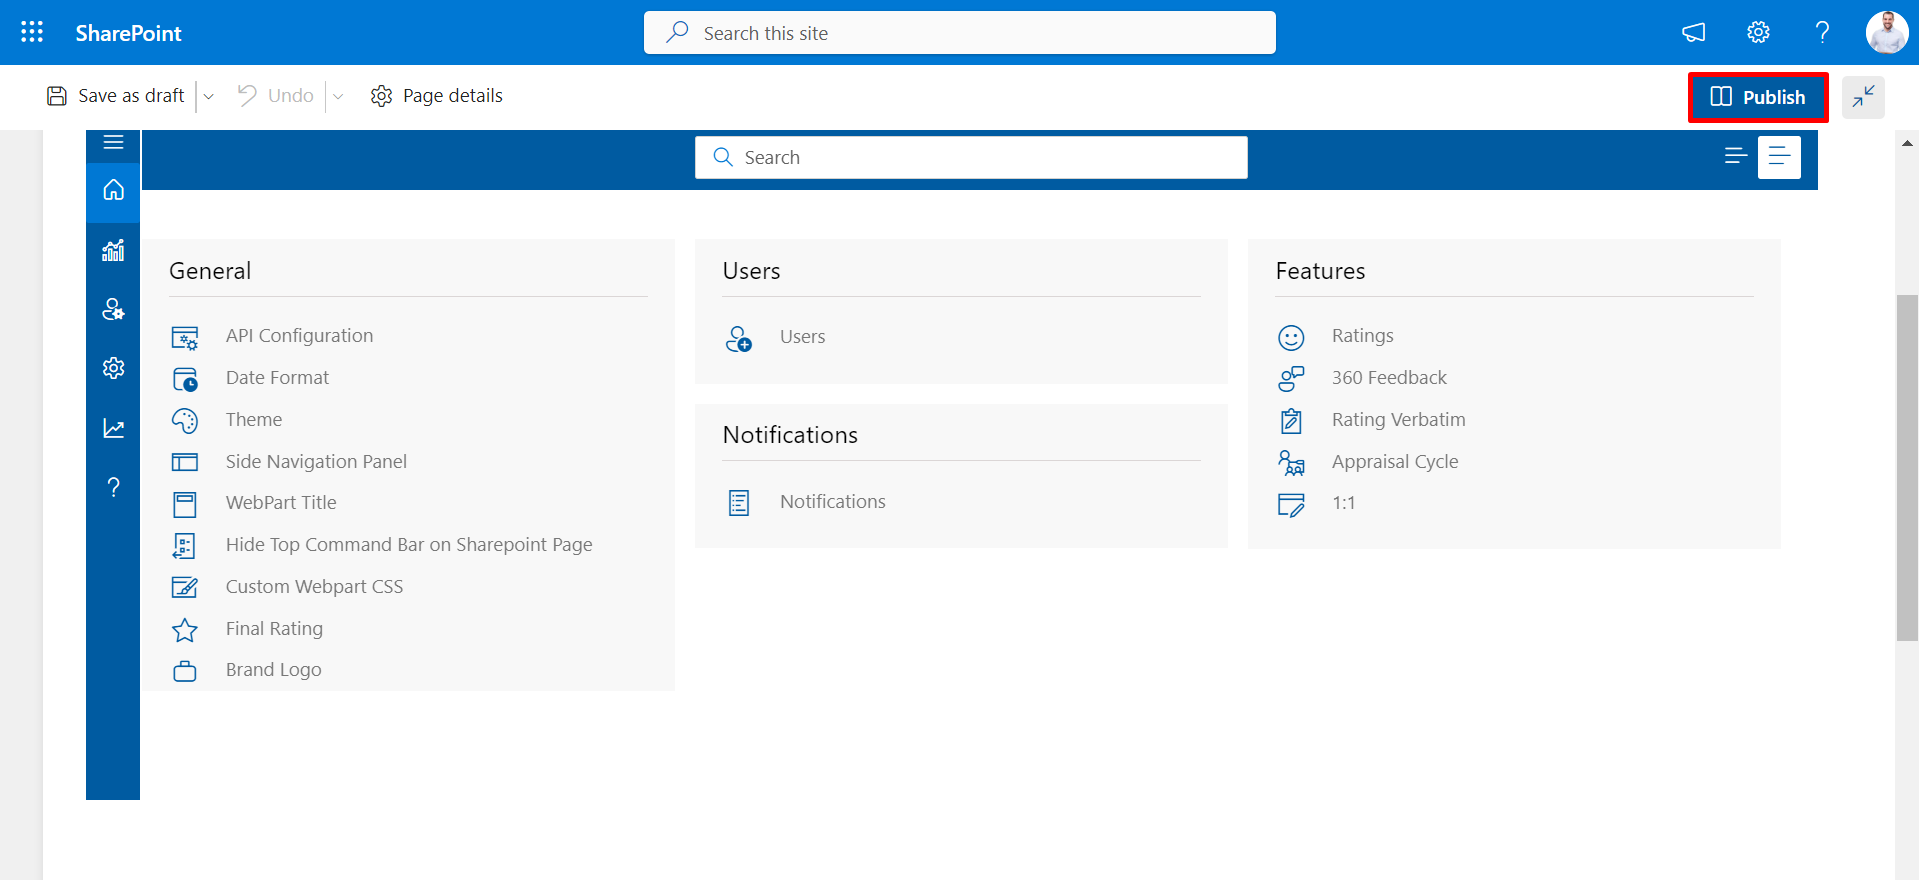 SharePoint
Search this site
Save as draft
Undo
Page details
Publish
Search
General
API Configuration
Date Format
Theme
Side Navigation Panel
WebPart Title
Hide Top Command Bar on Sharepoint Page
Custom Webpart CSS
Final Rating
Brand Logo
Users
Users
Notifications
Notifications
Features
Ratings
360 Feedback
Rating Verbatim
Appraisal Cycle
1:1